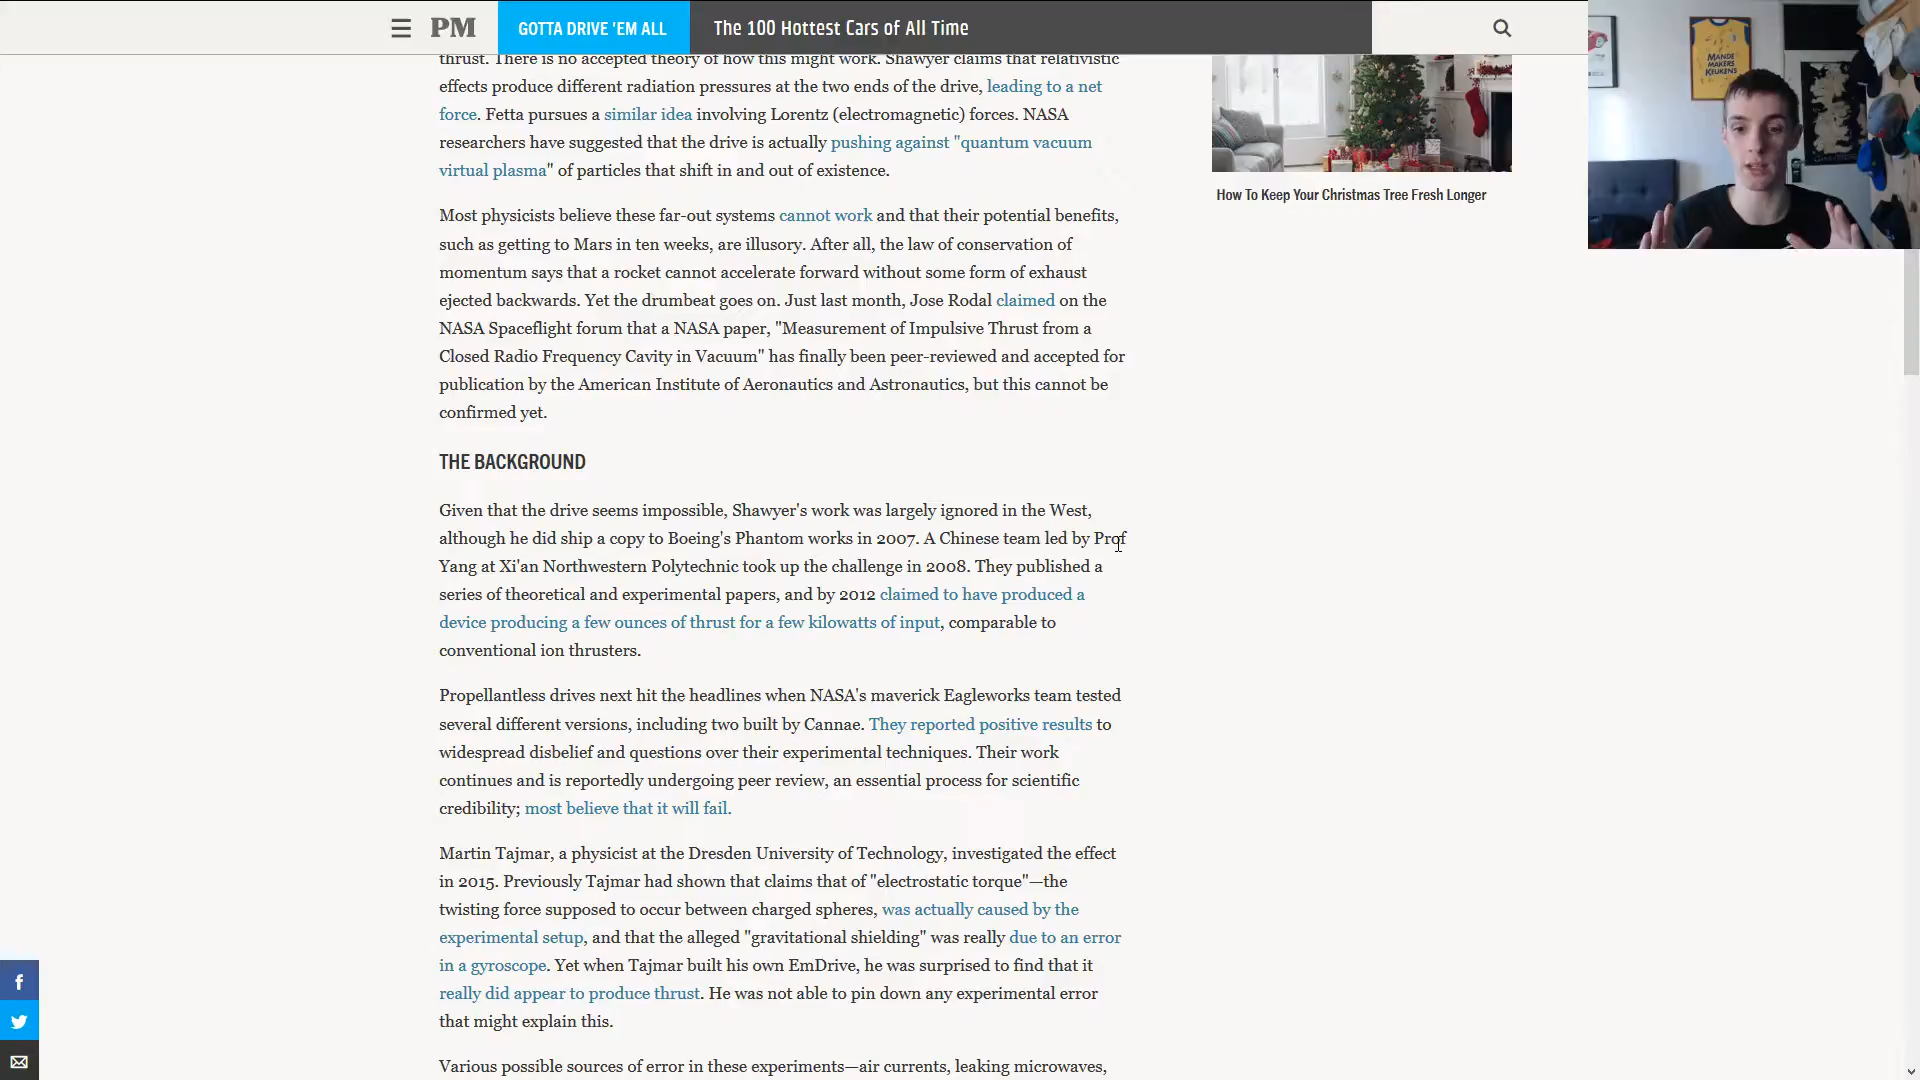 PM
GOTTA DRIVE 'EM ALL
The 100 Hottest Cars of All Time
thrust. There is no accepted theory of how this might work. Shawyer claims that relativistic
effects produce different radiation pressures at the two ends of the drive, leading to a net
force. Fetta pursues a similar idea involving Lorentz (electromagnetic) forces. NASA
researchers have suggested that the drive is actually pushing against "quantum vacuum
virtual plasma" of particles that shift in and out of existence.
Most physicists believe these far-out systems cannot work and that their potential benefits,
such as getting to Mars in ten weeks, are illusory. After all, the law of conservation of
momentum says that a rocket cannot accelerate forward without some form of exhaust
ejected backwards. Yet the drumbeat goes on. Just last month, Jose Rodal claimed on the
NASA Spaceflight forum that a NASA paper, "Measurement of Impulsive Thrust from a
Closed Radio Frequency Cavity in Vacuum" has finally been peer-reviewed and accepted for
publication by the American Institute of Aeronautics and Astronautics, but this cannot be
confirmed yet.
THE BACKGROUND
Given that the drive seems impossible, Shawyer's work was largely ignored in the West,
although he did ship a copy to Boeing's Phantom works in 2007. A Chinese team led by Prof
Yang at Xi'an Northwestern Polytechnic took up the challenge in 2008. They published a
series of theoretical and experimental papers, and by 2012 claimed to have produced a
device producing a few ounces of thrust for a few kilowatts of input, comparable to
conventional ion thrusters.
Propellantless drives next hit the headlines when NASA's maverick Eagleworks team tested
several different versions, including two built by Cannae. They reported positive results to
widespread disbelief and questions over their experimental techniques. Their work
continues and is reportedly undergoing peer review, an essential process for scientific
credibility; most believe that it will fail.
Martin Tajmar, a physicist at the Dresden University of Technology, investigated the effect
in 2015. Previously Tajmar had shown that claims that of "electrostatic torque"—the
twisting force supposed to occur between charged spheres, was actually caused by the
experimental setup, and that the alleged "gravitational shielding" was really due to an error
in a gyroscope. Yet when Tajmar built his own EmDrive, he was surprised to find that it
really did appear to produce thrust. He was not able to pin down any experimental error
that might explain this.
Various possible sources of error in these experiments—air currents, leaking microwaves,
How To Keep Your Christmas Tree Fresh Longer
MANDE
MAKERS
KEUKENS